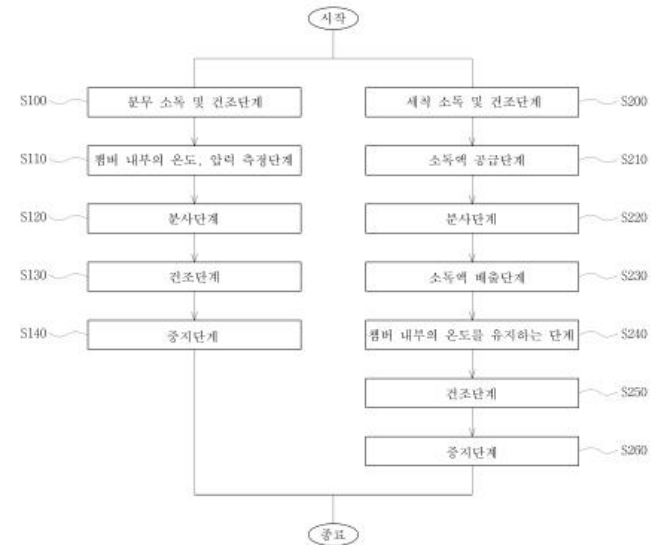 시작
S100 분무 소독 및 건조단계
S110 챔버 내부의 온도, 압력 측정단계
S120 분사단계
S130 건조단계
S140 중지단계
세척 소독 및 건조단계 S200
소독액 공급단계 S210
분사단계 S220
소독액 배출단계 S230
챔버 내부의 온도를 유지하는 단계 S240
건조단계 S250
중지단계 S260
종료